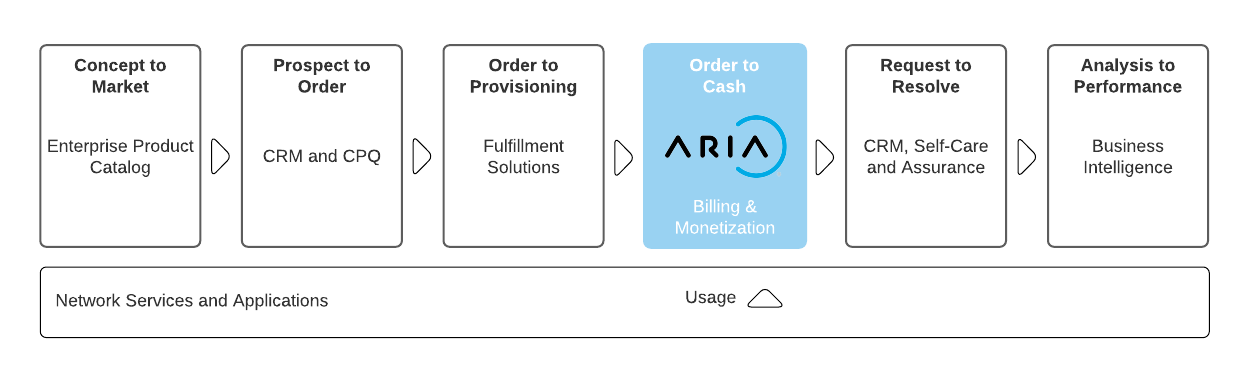 Concept to
Market
Enterprise Product
Catalog
Prospect to
Order
CRM and CPQ
Order to
Provisioning
Fulfillment
Solutions
Order to
Cash
ARIA
Billing &
Monetization
Request to
Resolve
CRM, Self-Care
and Assurance
Analysis to
Performance
Business
Intelligence
Network Services and Applications
Usage